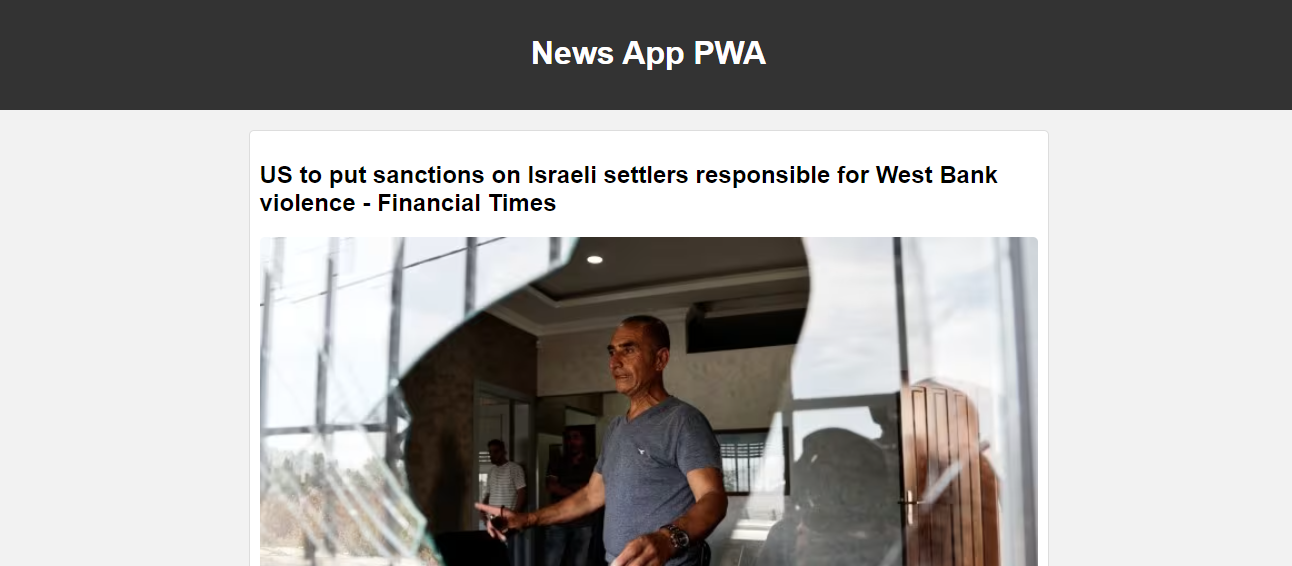 News App PWA
US to put sanctions on Israeli settlers responsible for West Bank
violence - Financial Times